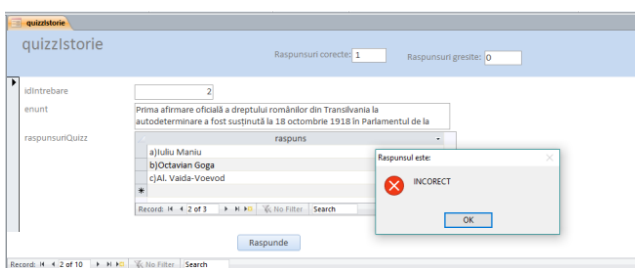 quizzIstorie
quizzIstorie
Raspunsuri corecte: 1 Raspunsuri gresite: 0
idIntrebare 2
enunt Prima afirmare oficială a dreptului românilor din Transilvania la
autodeterminare a fost susținută la 18 octombrie 1918 în Parlamentul de la
raspunsuriQuizz raspuns
a)Iuliu Maniu
b)Octavian Goga
c)Al. Vaida-Voevod
Record: 2 of 3 No Filter Search
Raspunsul este:
INCORECT
OK
Raspunde
Record: 2 of 10 No Filter Search